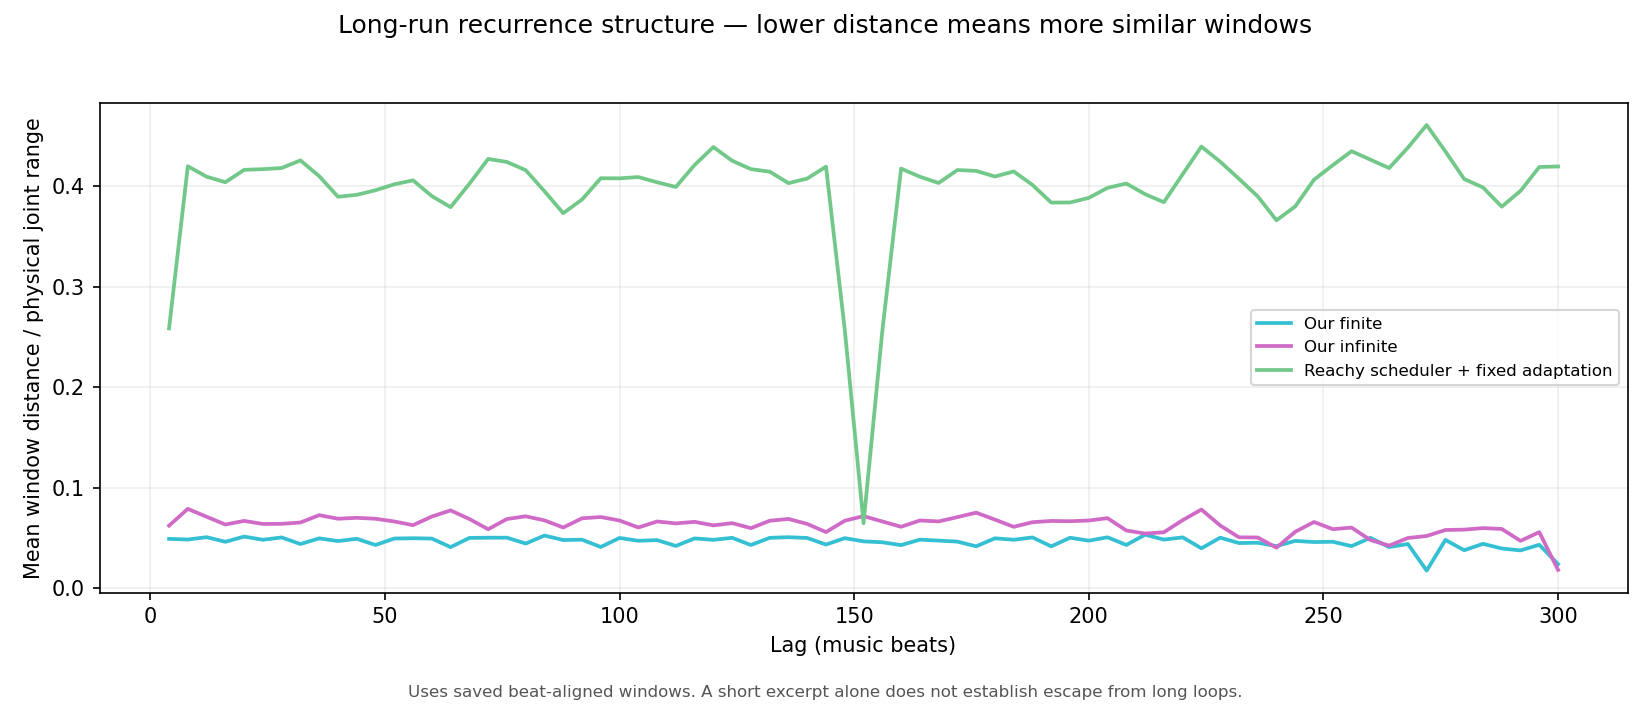 Long-run recurrence structure — lower distance means more similar windows
Mean window distance / physical joint range
0.4
0.3
0.2
0.1
0.0
Our finite
Our infinite
Reachy scheduler + fixed adaptation
0 50 100 150 200 250 300
Lag (music beats)
Uses saved beat-aligned windows. A short excerpt alone does not establish escape from long loops.